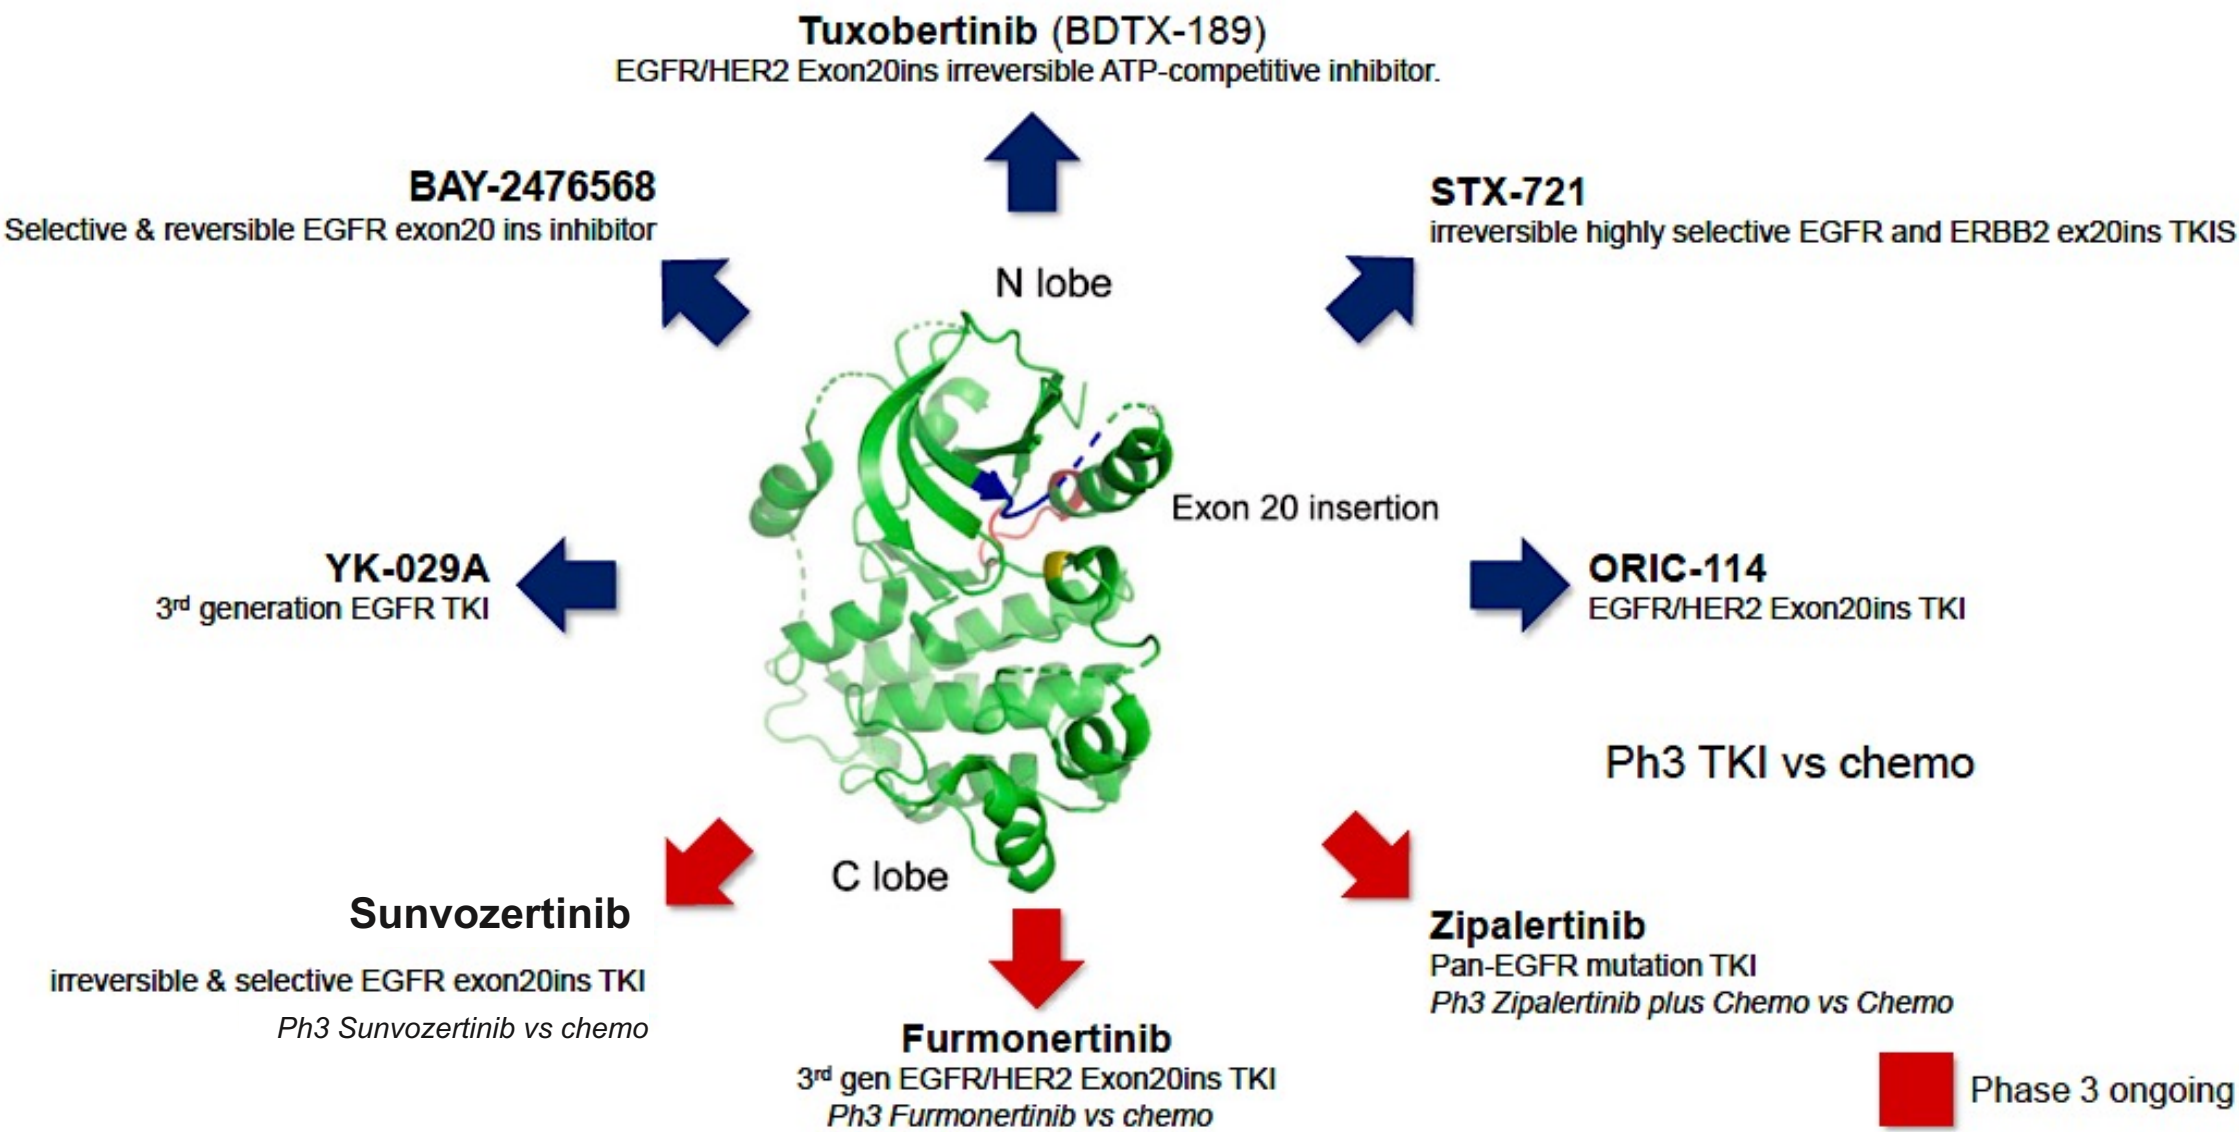 Tuxobertinib (BDTX-189)
EGFR/HER2 Exon20ins irreversible ATP-competitive inhibitor.
BAY-2476568
Selective & reversible EGFR exon20 ins inhibitor
STX-721
irreversible highly selective EGFR and ERBB2 ex20ins TKIS
N lobe
Exon 20 insertion
YK-029A
3rd generation EGFR TKI
ORIC-114
EGFR/HER2 Exon20ins TKI
Ph3 TKI vs chemo
C lobe
Sunvozertinib
irreversible & selective EGFR exon20ins TKI
Ph3 Sunvozertinib vs chemo
Furmonertinib
3rd gen EGFR/HER2 Exon20ins TKI
Ph3 Furmonertinib vs chemo
Zipalertinib
Pan-EGFR mutation TKI
Ph3 Zipalertinib plus Chemo vs Chemo
Phase 3 ongoing